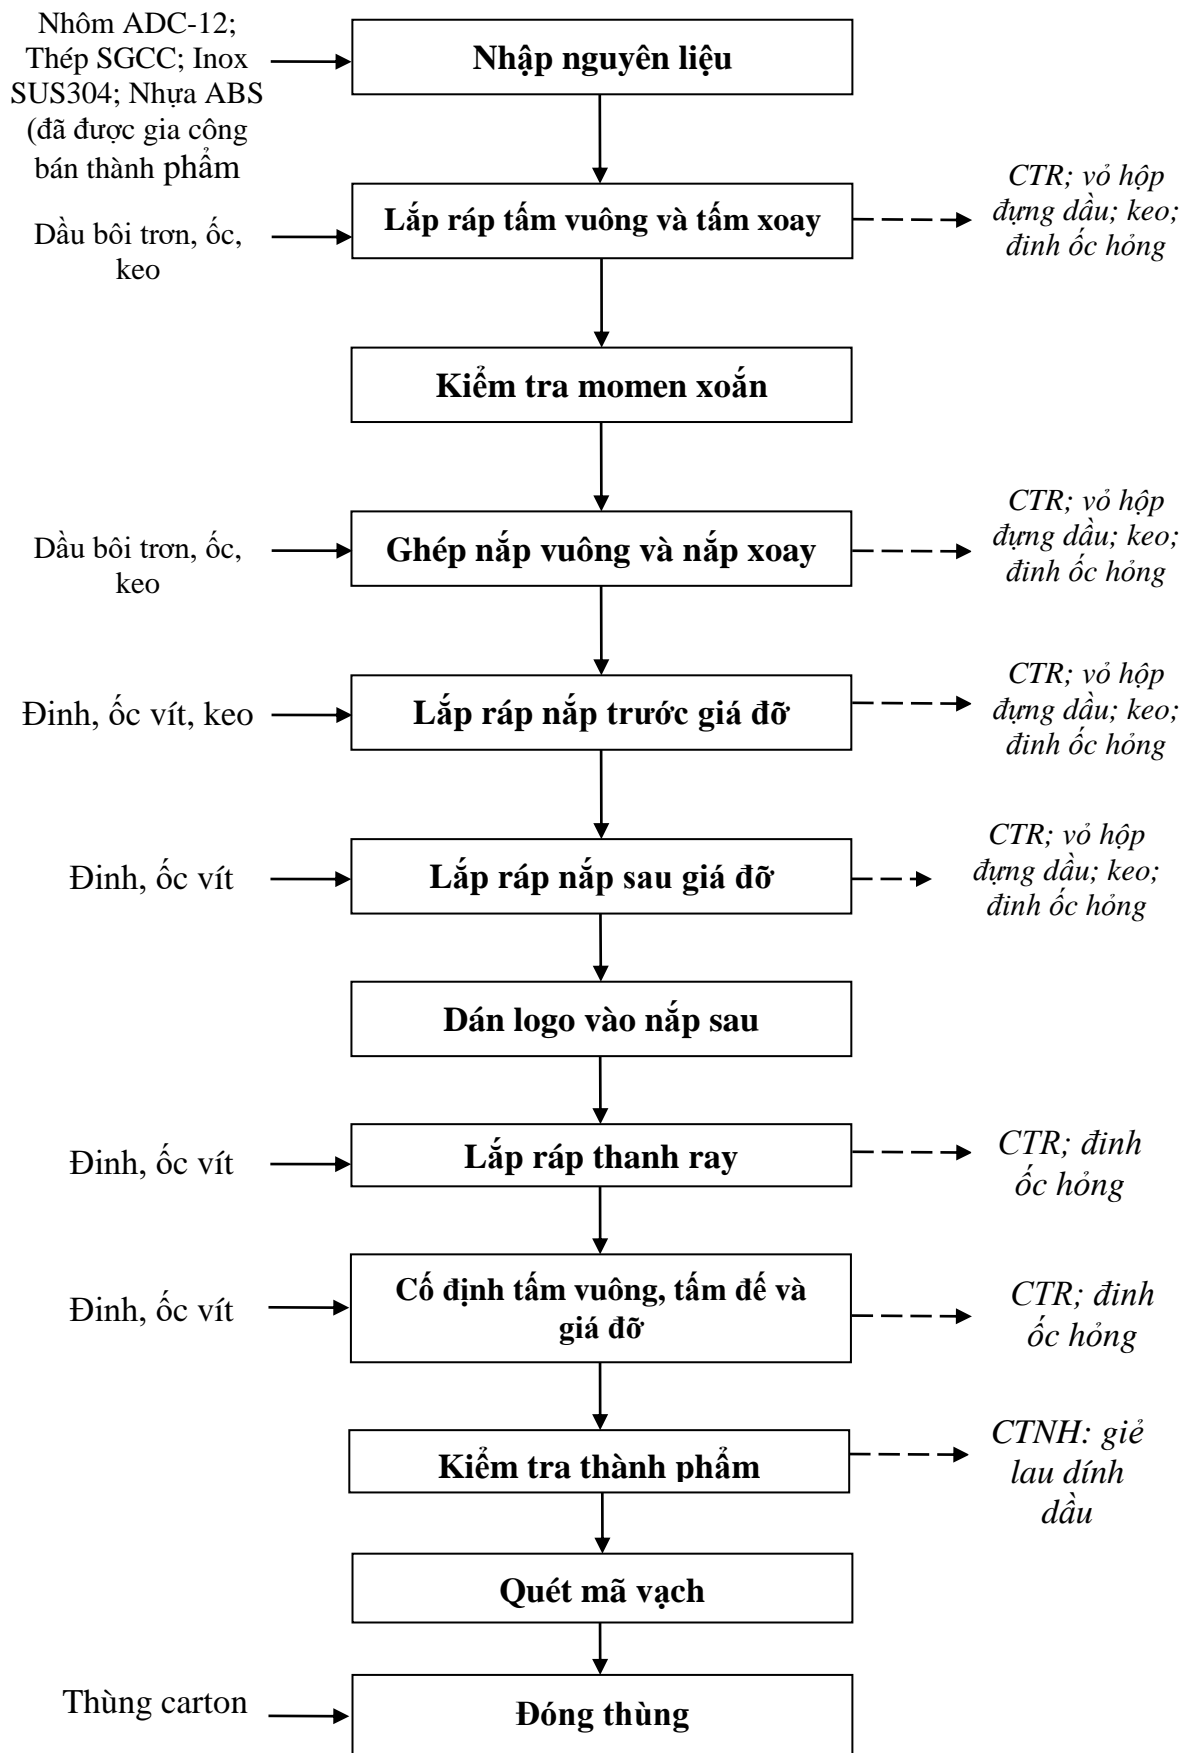 Nhôm ADC-12;
Thép SGCC; Inox
SUS304; Nhựa ABS
(đã được gia công
bán thành phẩm
Nhập nguyên liệu
Dầu bôi trơn, ốc,
keo
Lắp ráp tấm vuông và tấm xoay
CTR; vỏ hộp
đựng dầu; keo;
đinh ốc hỏng
Kiểm tra momen xoắn
Dầu bôi trơn, ốc,
keo
Ghép nắp vuông và nắp xoay
CTR; vỏ hộp
đựng dầu; keo;
đinh ốc hỏng
Đinh, ốc vít, keo
Lắp ráp nắp trước giá đỡ
CTR; vỏ hộp
đựng dầu; keo;
đinh ốc hỏng
Đinh, ốc vít
Lắp ráp nắp sau giá đỡ
CTR; vỏ hộp
đựng dầu; keo;
đinh ốc hỏng
Dán logo vào nắp sau
Đinh, ốc vít
Lắp ráp thanh ray
CTR; đinh
ốc hỏng
Đinh, ốc vít
Cố định tấm vuông, tấm đế và
giá đỡ
CTR; đinh
ốc hỏng
Kiểm tra thành phẩm
CTNH: giẻ
lau dính
dầu
Quét mã vạch
Thùng carton
Đóng thùng